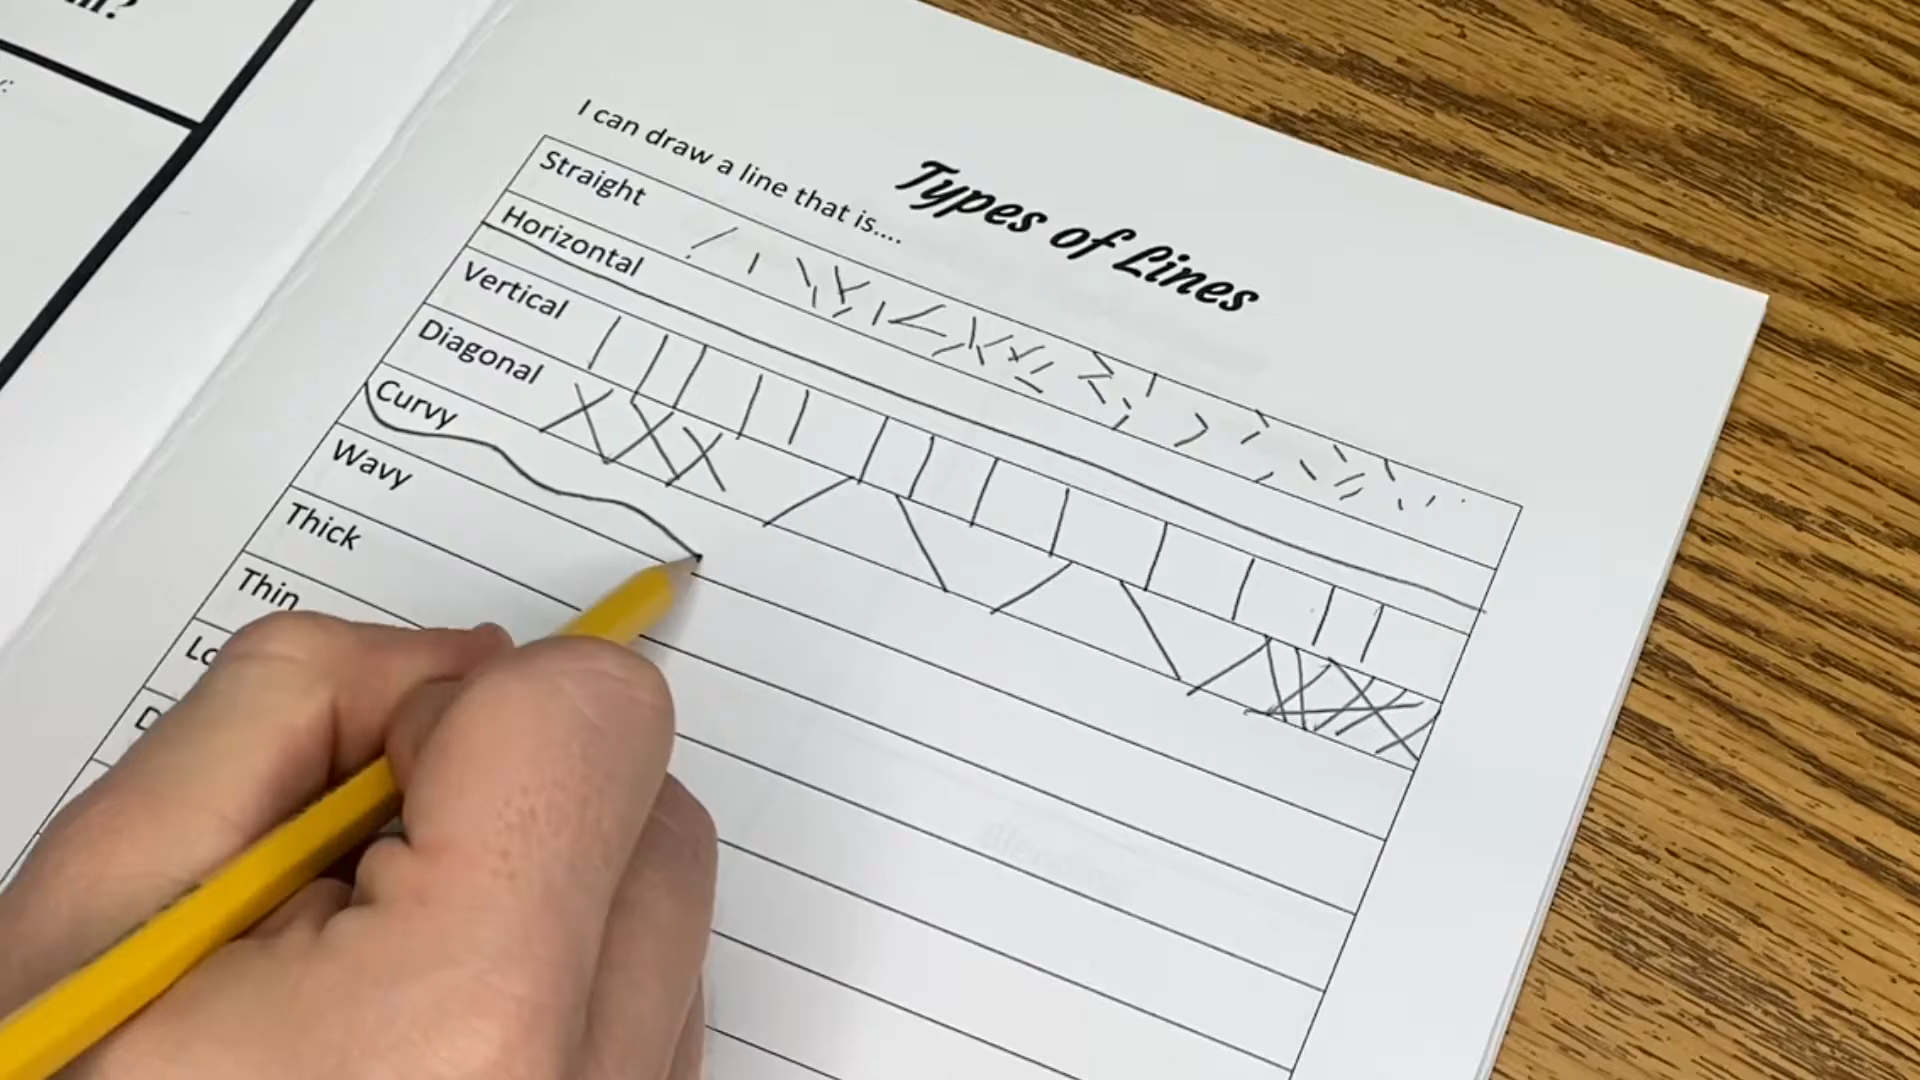 Types of Lines
I can draw a line that is....
Straight
Horizontal
Vertical
Diagonal
Curvy
Wavy
Thick
Thin